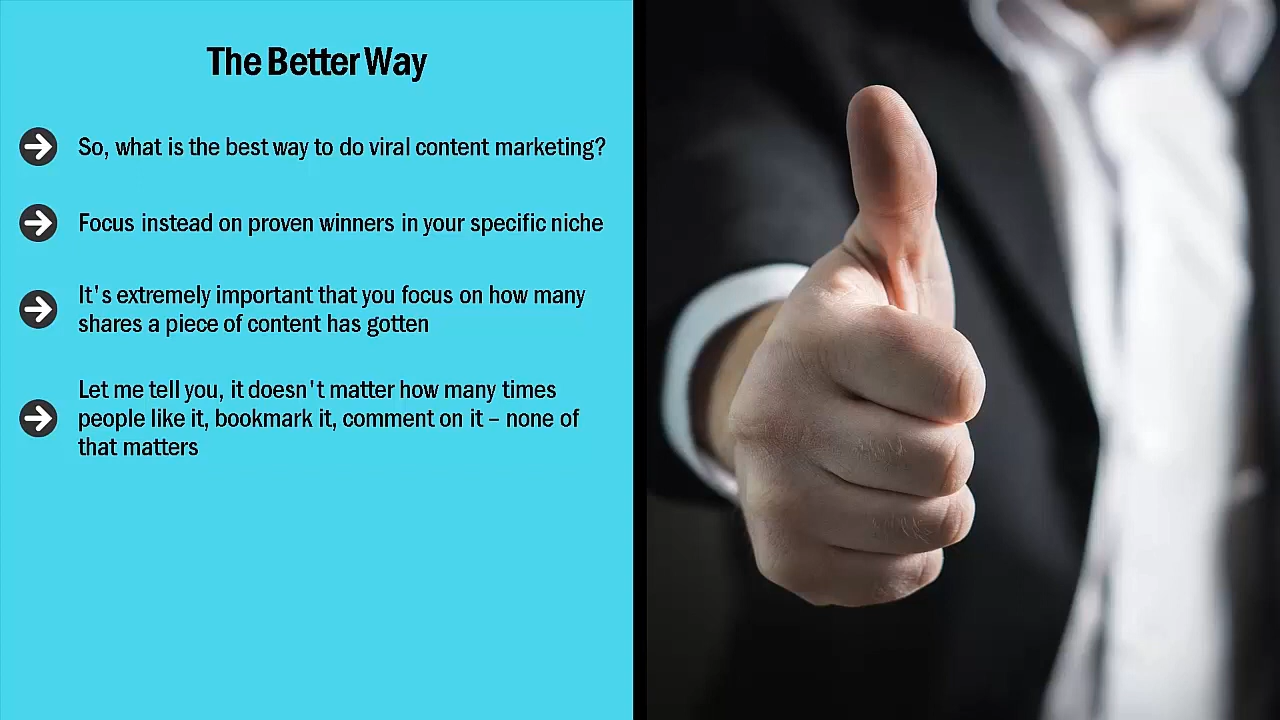 The Better Way
So, what is the best way to do viral content marketing?
Focus instead on proven winners in your specific niche
It's extremely important that you focus on how many
shares a piece of content has gotten
Let me tell you, it doesn't matter how many times
people like it, bookmark it, comment on it – none of
that matters